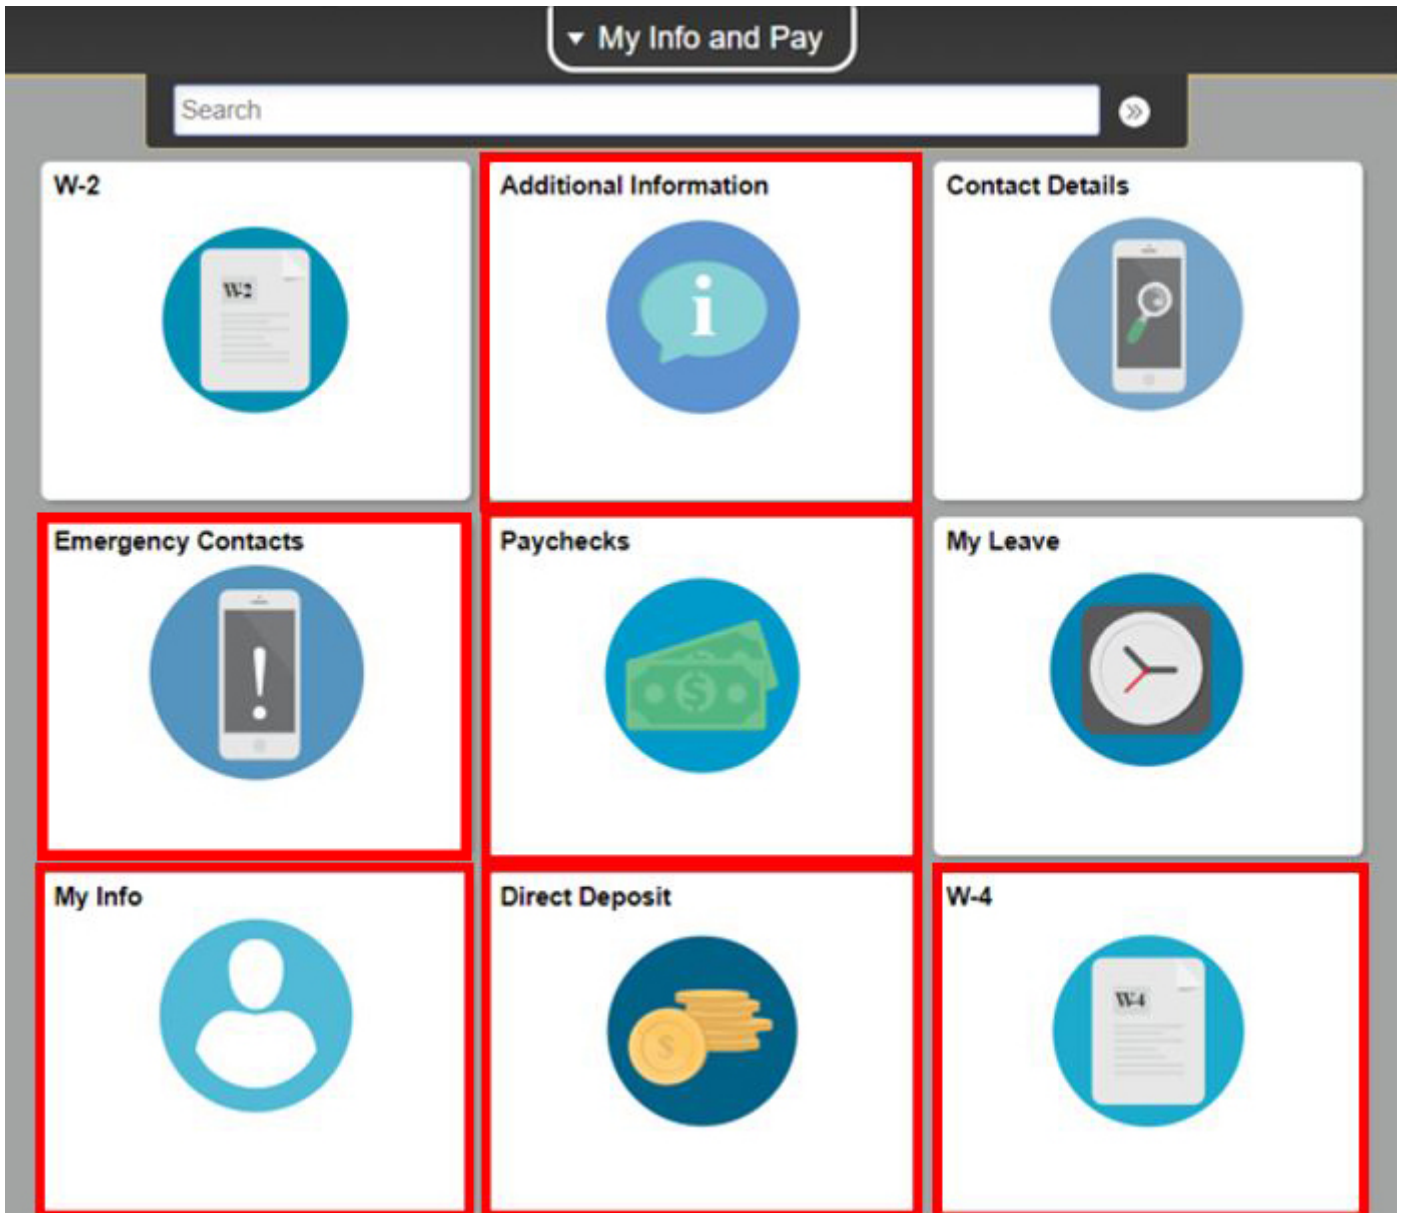 My Info and Pay
Search
W-2
Additional Information
Contact Details
W-2
i
Emergency Contacts
Paychecks
My Leave
!
$
My Info
Direct Deposit
W-4
$
W-4